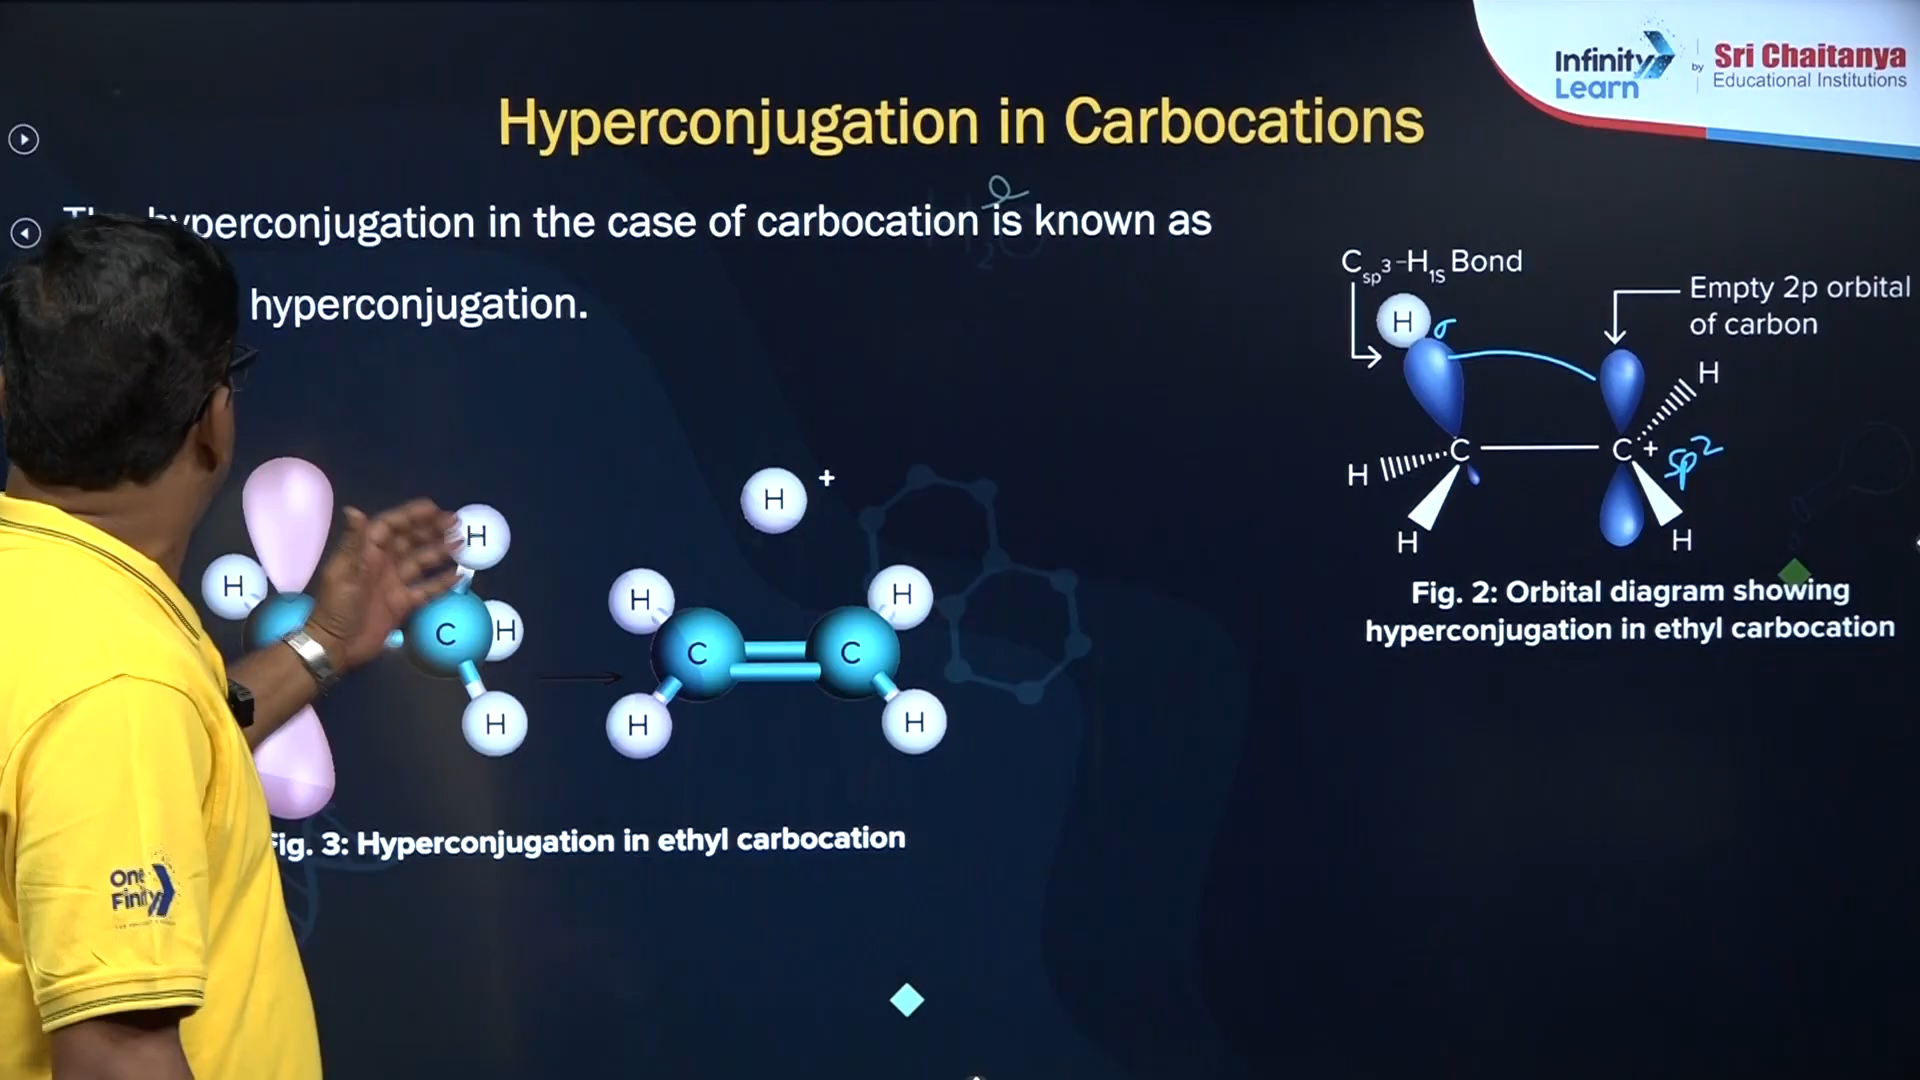 Infinity Learn by Sri Chaitanya Educational Institutions
Hyperconjugation in Carbocations
hyperconjugation in the case of carbocation is known as
hyperconjugation.
Csp³-H1S Bond
Empty 2p orbital
of carbon
H σ
H
C C + sp²
H
H H
Fig. 2: Orbital diagram showing
hyperconjugation in ethyl carbocation
H +
H
H H H
C H C C
H H H
Fig. 3: Hyperconjugation in ethyl carbocation
One
Finity